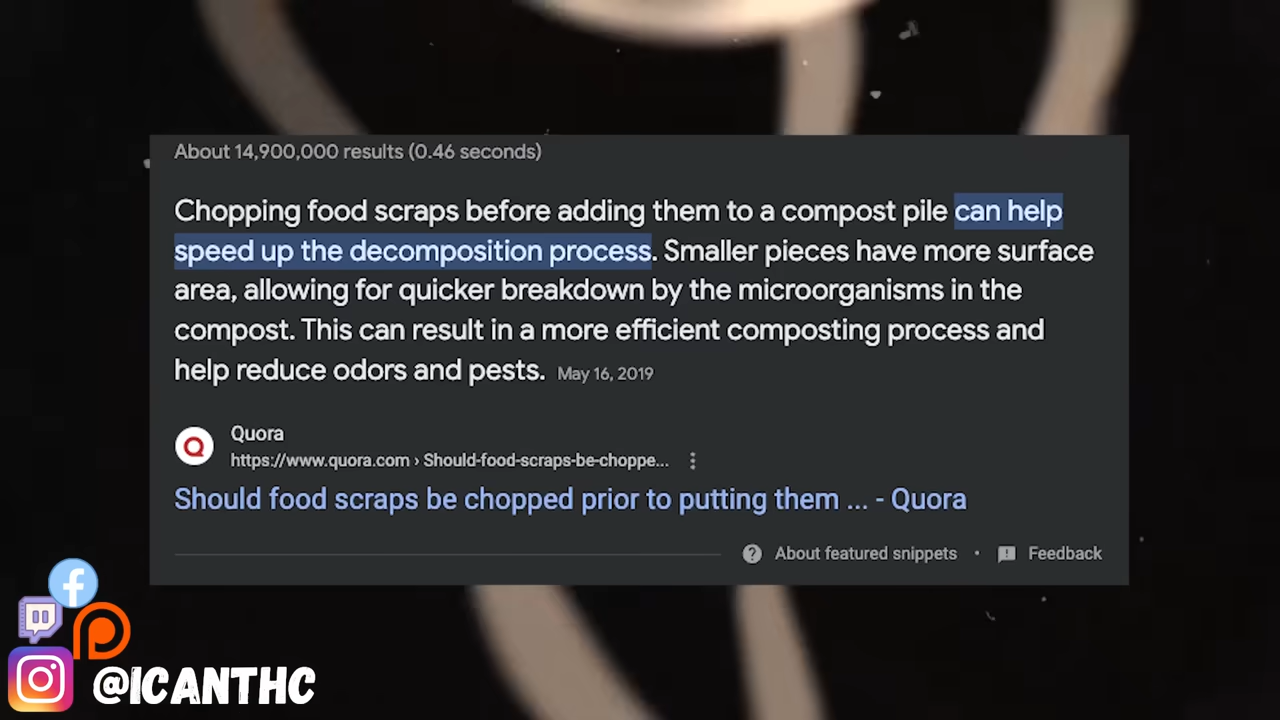 About 14,900,000 results (0.46 seconds)
Chopping food scraps before adding them to a compost pile can help
speed up the decomposition process. Smaller pieces have more surface
area, allowing for quicker breakdown by the microorganisms in the
compost. This can result in a more efficient composting process and
help reduce odors and pests. May 16, 2019
Quora
https://www.quora.com › Should-food-scraps-be-choppe...
Should food scraps be chopped prior to putting them ... - Quora
About featured snippets • Feedback
@ICANTHC